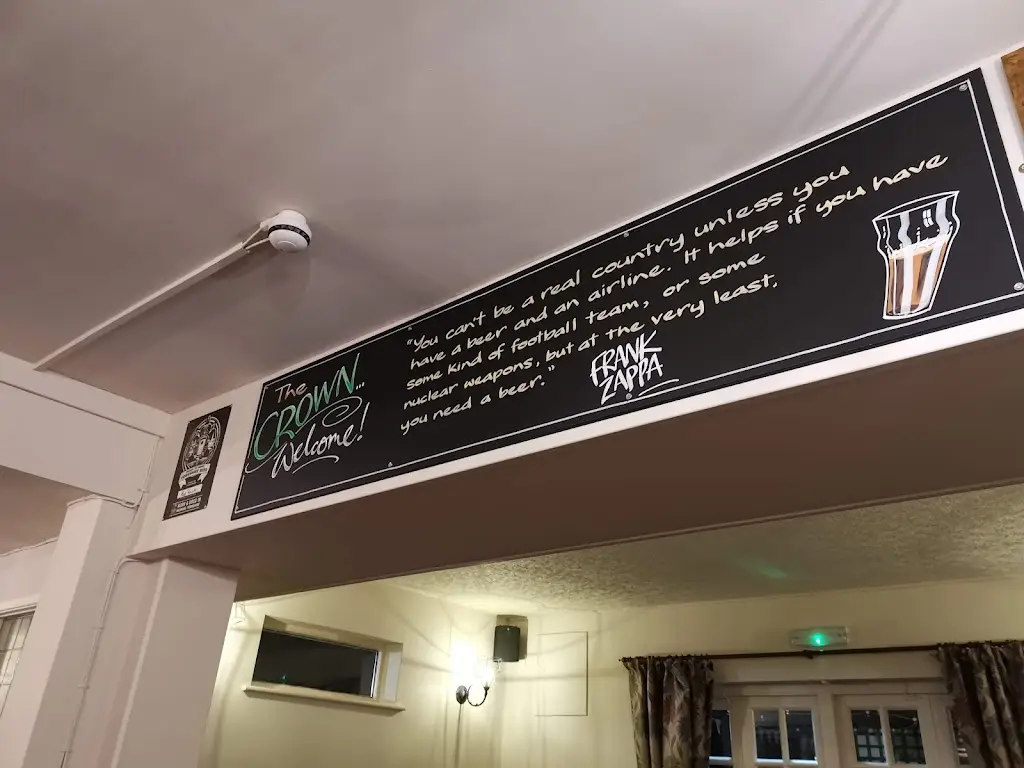 The
CROWN...
Welcome!
"You can't be a real country unless you
have a beer and an airline. It helps if you have
some kind of football team, or some
nuclear weapons, but at the very least,
you need a beer."
FRANK
ZAPPA